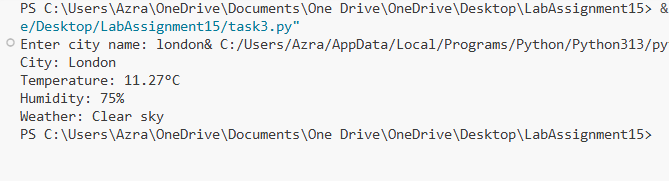 PS C:\Users\Azra\OneDrive\Documents\One Drive\OneDrive\Desktop\LabAssignment15> &
e/Desktop/LabAssignment15/task3.py"
Enter city name: london& C:/Users/Azra/AppData/Local/Programs/Python/Python313/py
City: London
Temperature: 11.27°C
Humidity: 75%
Weather: Clear sky
PS C:\Users\Azra\OneDrive\Documents\One Drive\OneDrive\Desktop\LabAssignment15>